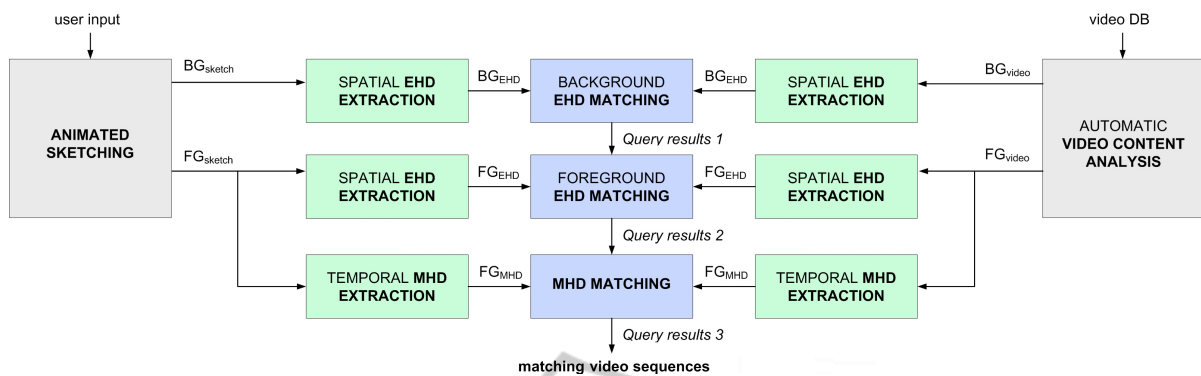 user input
video DB
BGsketch
SPATIAL EHD
EXTRACTION
BGEHD
BACKGROUND
EHD MATCHING
BGEHD
SPATIAL EHD
EXTRACTION
BGvideo
ANIMATED
SKETCHING
Query results 1
AUTOMATIC
VIDEO CONTENT
ANALYSIS
FGsketch
SPATIAL EHD
EXTRACTION
FGEHD
FOREGROUND
EHD MATCHING
FGEHD
SPATIAL EHD
EXTRACTION
FGvideo
Query results 2
TEMPORAL MHD
EXTRACTION
FGMHD
MHD MATCHING
FGMHD
TEMPORAL MHD
EXTRACTION
Query results 3
matching video sequences